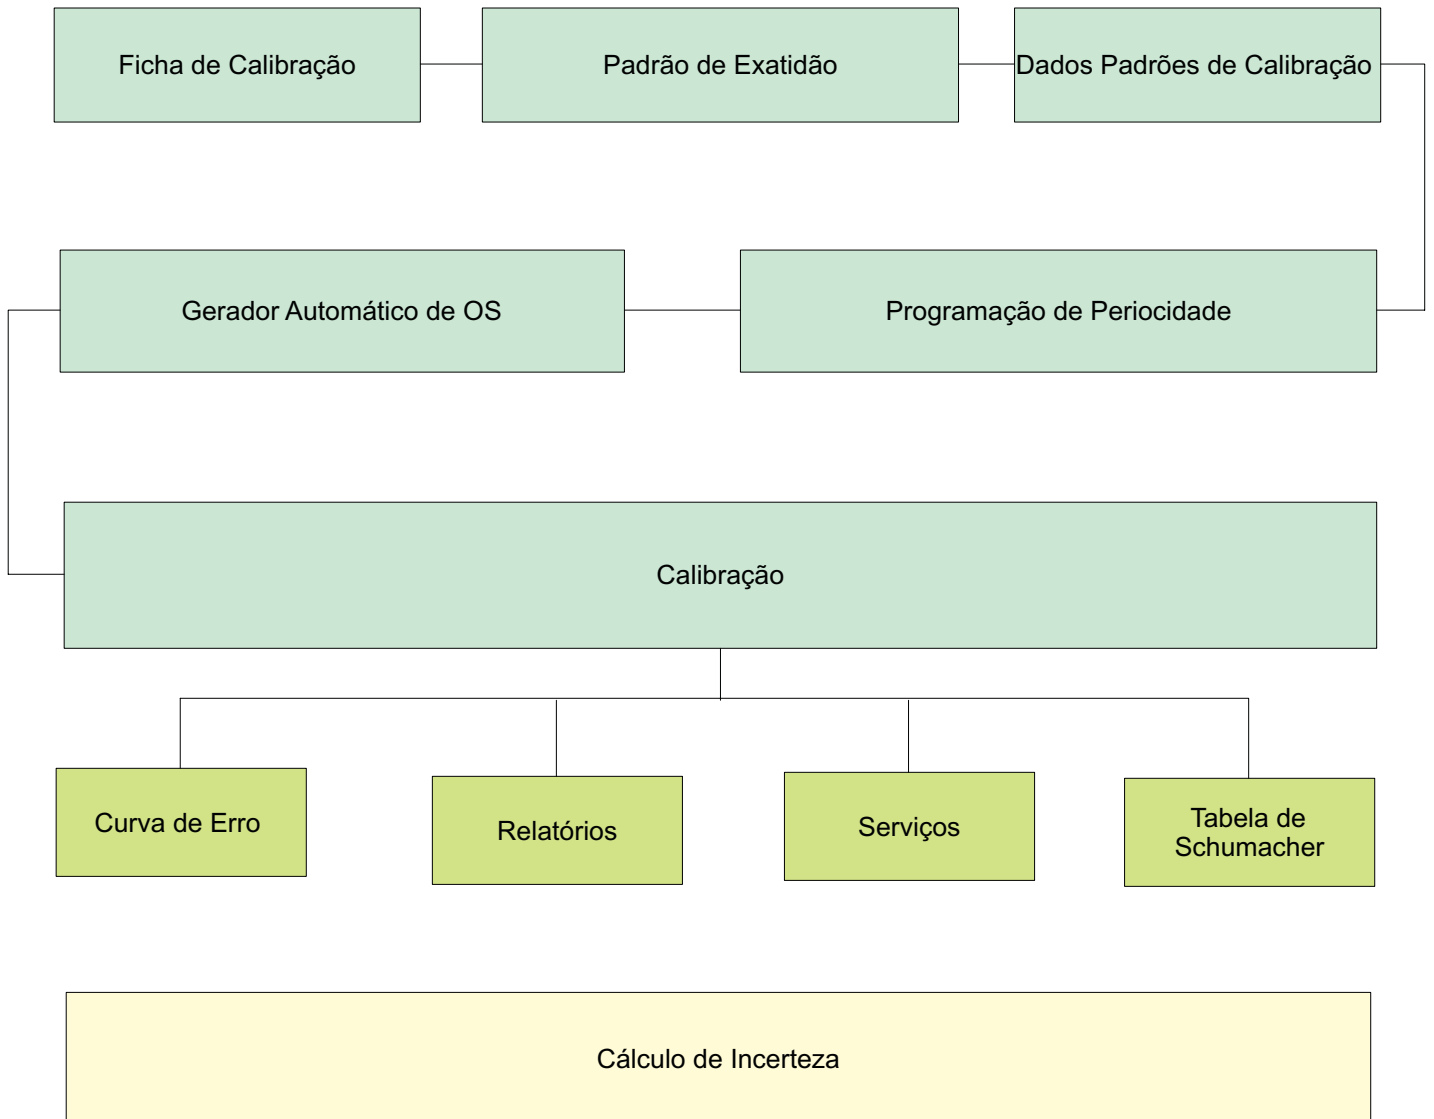 Ficha de Calibração
Padrão de Exatidão
Dados Padrões de Calibração
Gerador Automático de OS
Programação de Periocidade
Calibração
Curva de Erro
Relatórios
Serviços
Tabela de
Schumacher
Cálculo de Incerteza